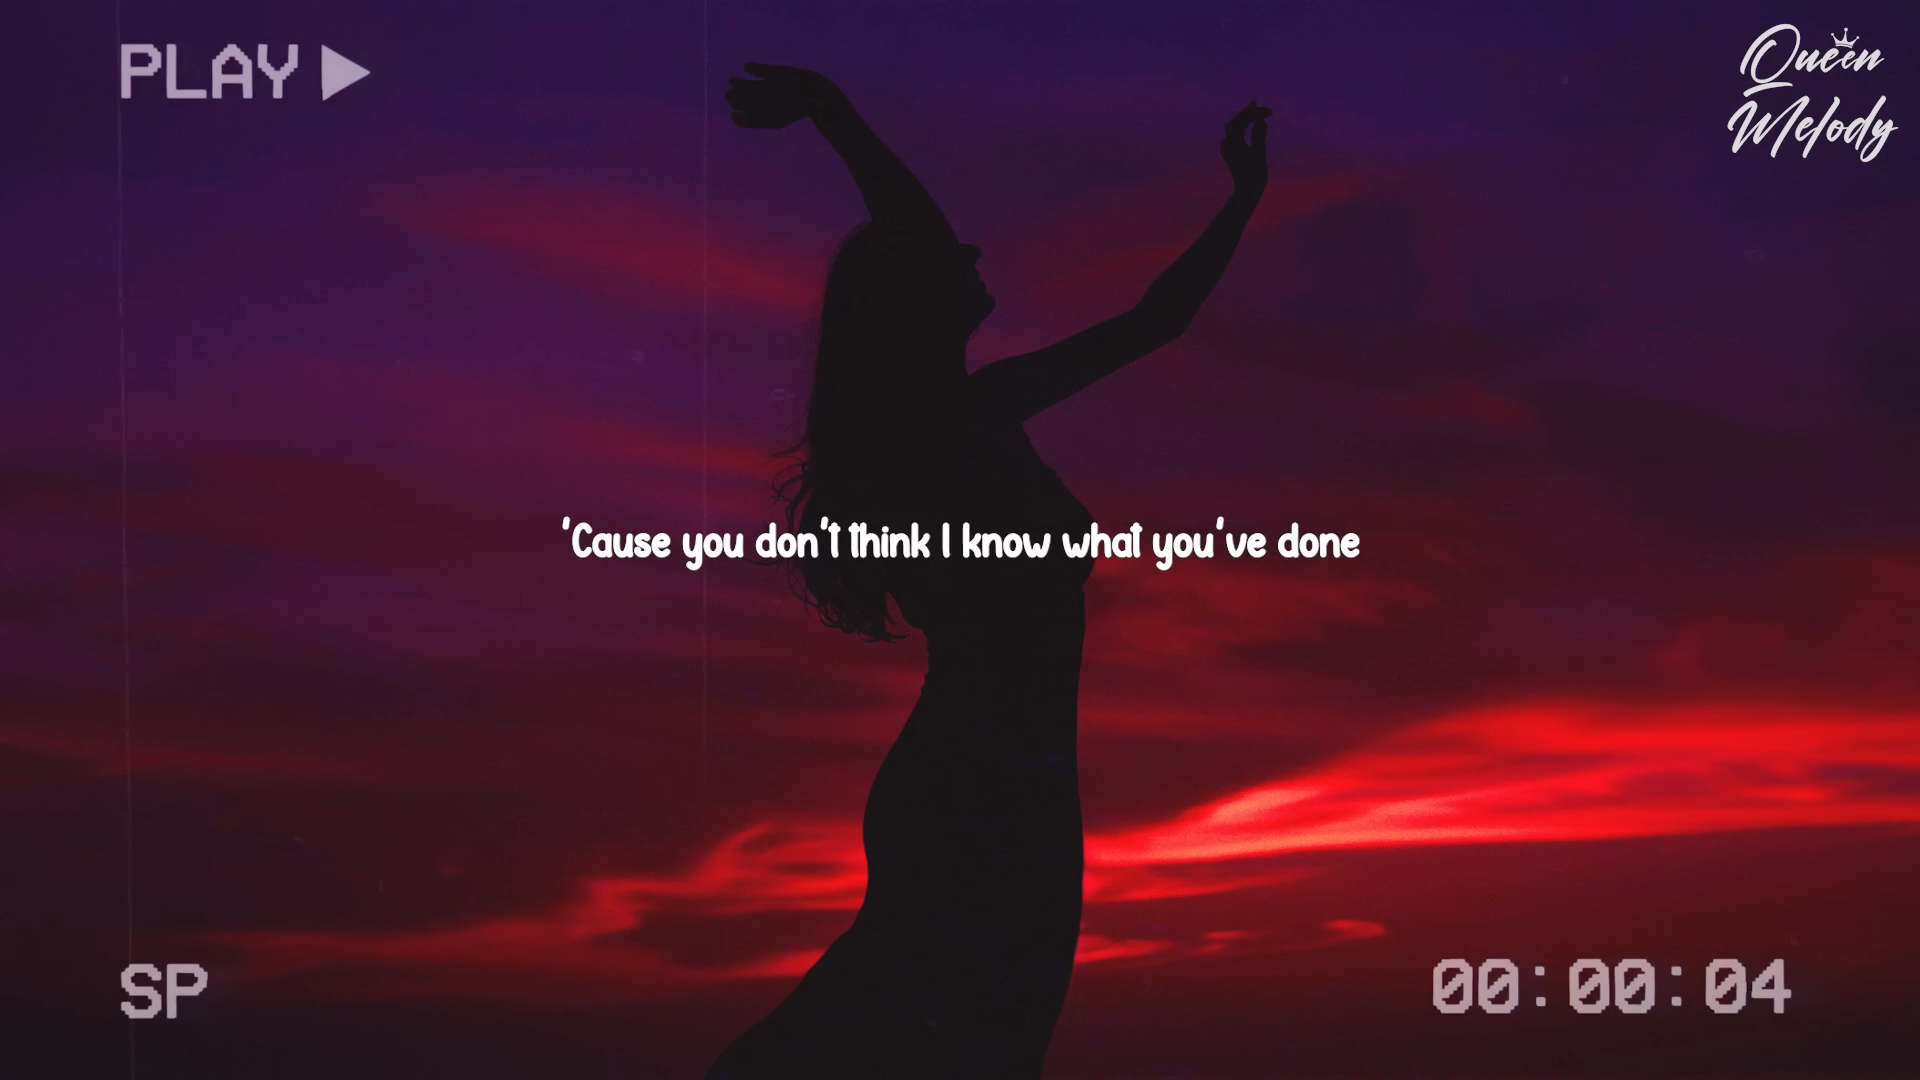 PLAY
Queen
Melody
'Cause you don't think I know what you've done
SP
00:00:04